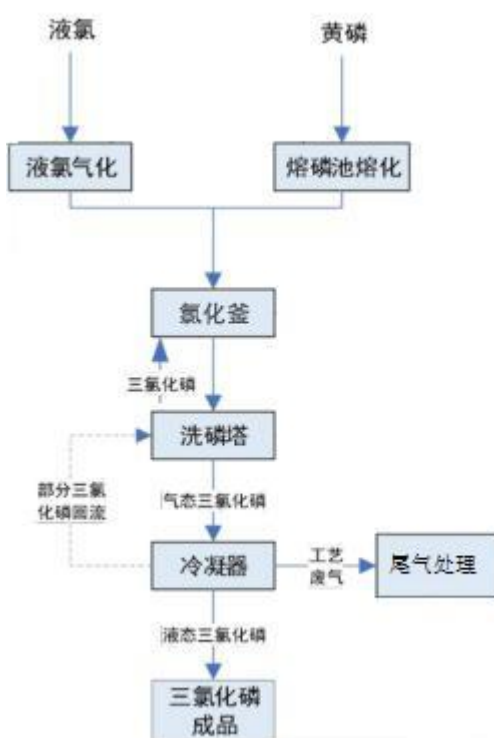 液氯
黄磷
液氯气化
熔磷池熔化
氯化釜
三氯化磷
洗磷塔
部分三氯
化磷回流
气态三氯化磷
冷凝器
工艺
废气
尾气处理
液态三氯化磷
三氯化磷
成品